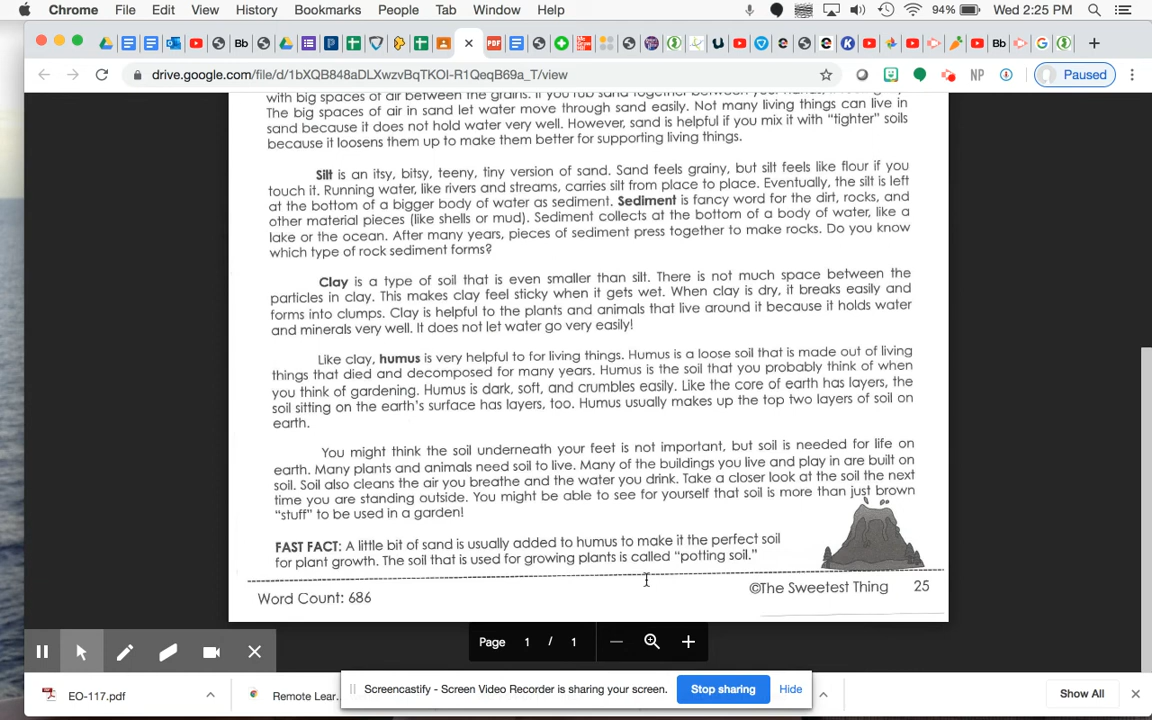 Chrome File Edit View History Bookmarks People Tab Window Help 94% Wed 2:25 PM
drive.google.com/file/d/1bXQB848aDLXwzvBqTKOI-R1QeqB69a_T/view NP Paused
with big spaces of air between the grains. If you rub sand together between your
The big spaces of air in sand let water move through sand easily. Not many living things can live in
sand because it does not hold water very well. However, sand is helpful if you mix it with “tighter” soils
because it loosens them up to make them better for supporting living things.
Silt is an itsy, bitsy, teeny, tiny version of sand. Sand feels grainy, but silt feels like flour if you
touch it. Running water, like rivers and streams, carries silt from place to place. Eventually, the silt is left
at the bottom of a bigger body of water as sediment. Sediment is fancy word for the dirt, rocks, and
other material pieces (like shells or mud). Sediment collects at the bottom of a body of water, like a
lake or the ocean. After many years, pieces of sediment press together to make rocks. Do you know
which type of rock sediment forms?
Clay is a type of soil that is even smaller than silt. There is not much space between the
particles in clay. This makes clay feel sticky when it gets wet. When clay is dry, it breaks easily and
forms into clumps. Clay is helpful to the plants and animals that live around it because it holds water
and minerals very well. It does not let water go very easily!
Like clay, humus is very helpful to for living things. Humus is a loose soil that is made out of living
things that died and decomposed for many years. Humus is the soil that you probably think of when
you think of gardening. Humus is dark, soft, and crumbles easily. Like the core of earth has layers, the
soil sitting on the earth’s surface has layers, too. Humus usually makes up the top two layers of soil on
earth.
You might think the soil underneath your feet is not important, but soil is needed for life on
earth. Many plants and animals need soil to live. Many of the buildings you live and play in are built on
soil. Soil also cleans the air you breathe and the water you drink. Take a closer look at the soil the next
time you are standing outside. You might be able to see for yourself that soil is more than just brown
“stuff” to be used in a garden!
FAST FACT: A little bit of sand is usually added to humus to make it the perfect soil
for plant growth. The soil that is used for growing plants is called “potting soil.”
Word Count: 686 ©The Sweetest Thing 25
Page 1 / 1
EO-117.pdf Remote Lear... Screencastify - Screen Video Recorder is sharing your screen. Stop sharing Hide Show All